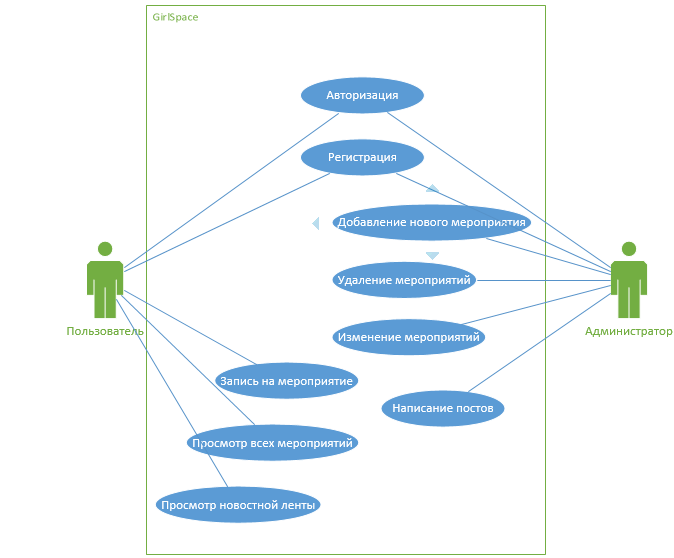 GirlSpace
Авторизация
Регистрация
Добавление нового мероприятия
Удаление мероприятий
Пользователь
Администратор
Изменение мероприятий
Запись на мероприятие
Написание постов
Просмотр всех мероприятий
Просмотр новостной ленты